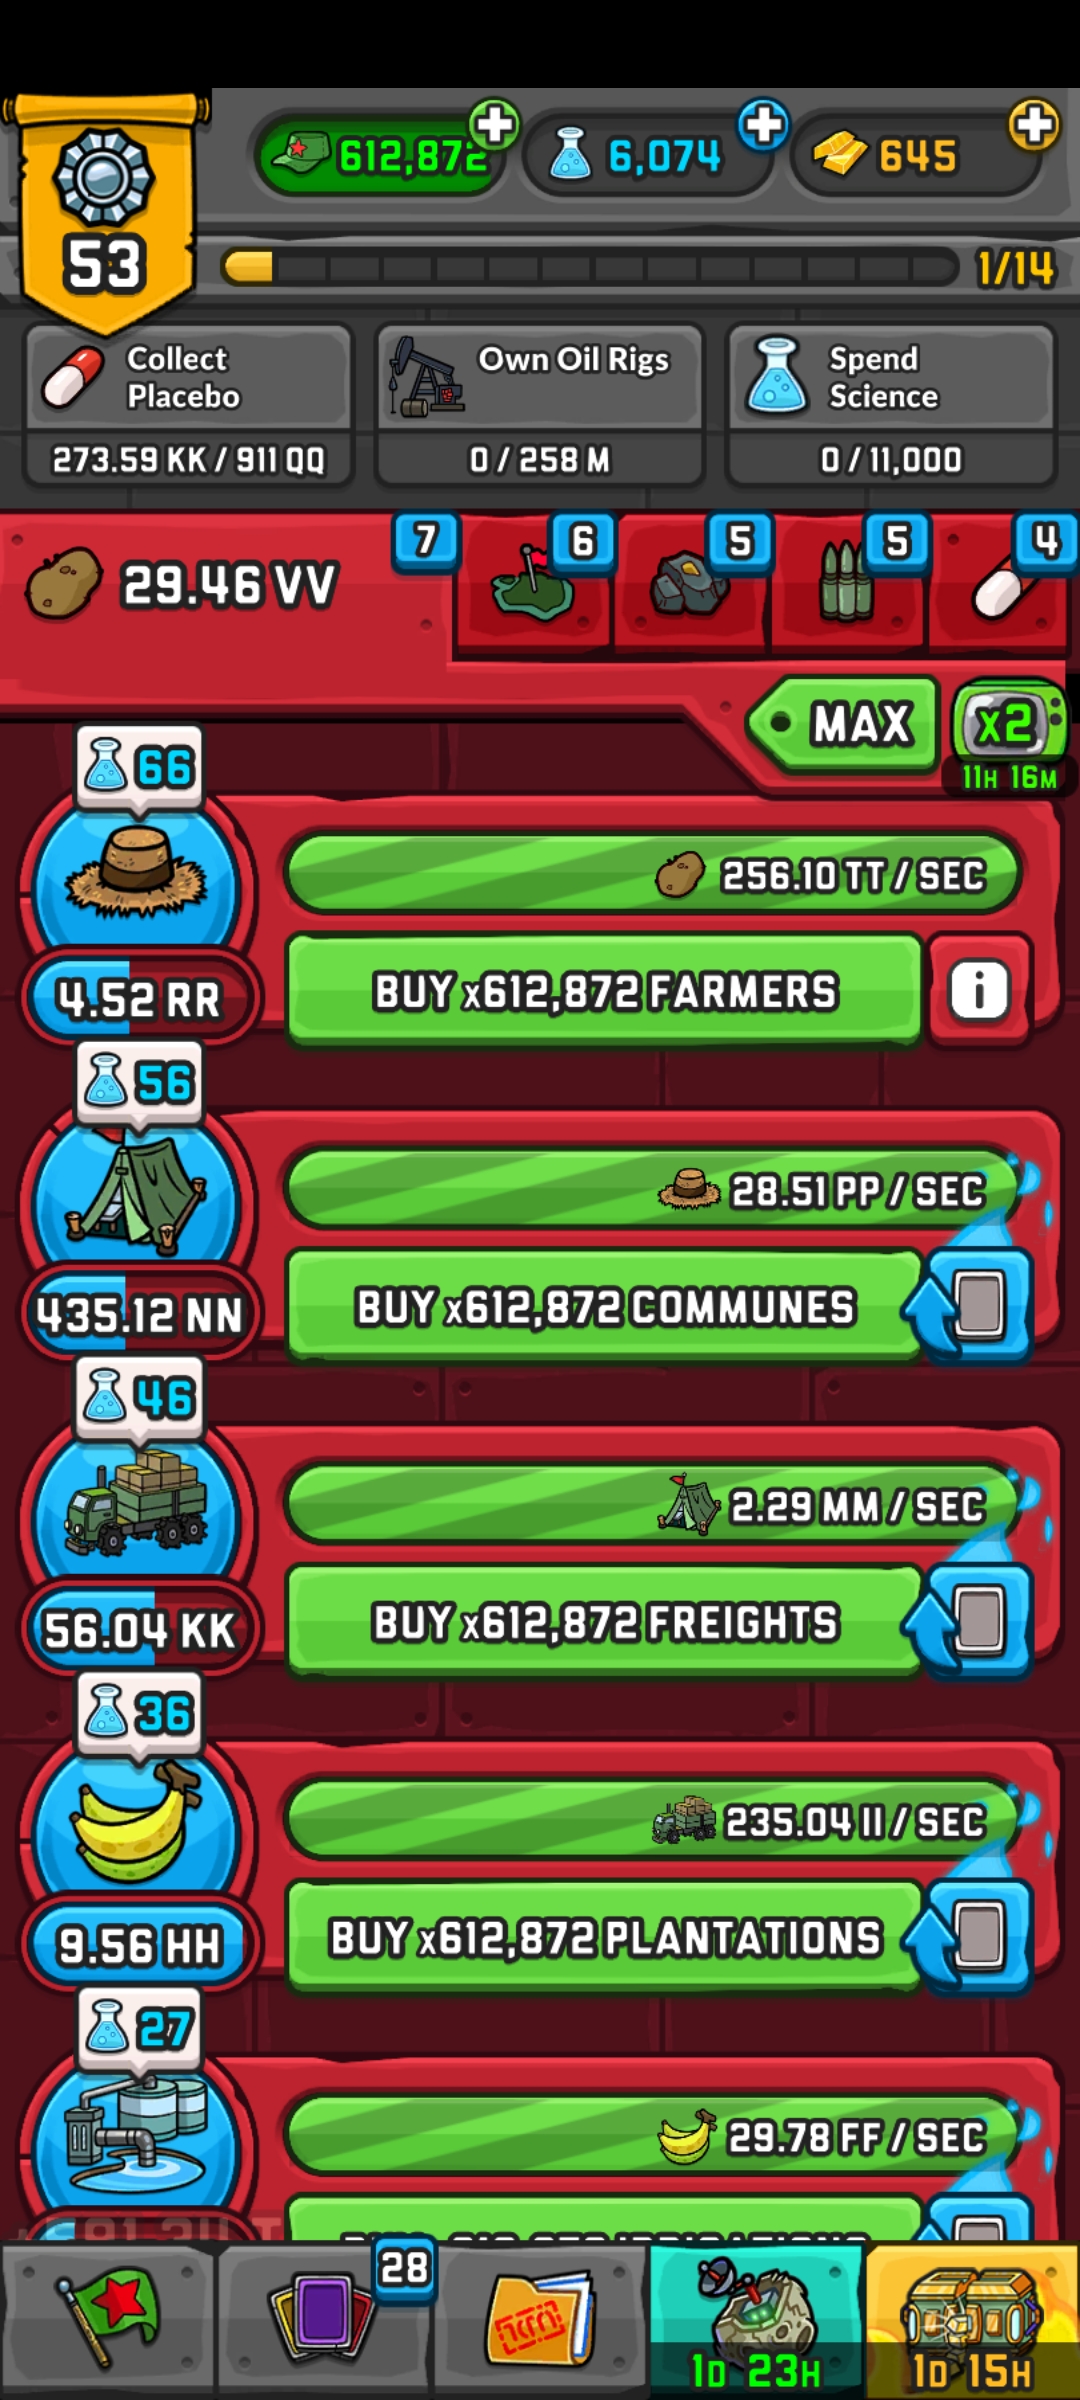 53
612,872
6,074
645
1/14
Collect
Placebo
273.59 KK / 911 QQ
Own Oil Rigs
0 / 258 M
Spend
Science
0 / 11,000
29.46 VV
7
6
5
5
4
MAX
x2
11H 16M
66
256.10 TT / SEC
4.52 RR
BUY x612,872 FARMERS
i
56
28.51 PP / SEC
435.12 NN
BUY x612,872 COMMUNES
46
2.29 MM / SEC
56.04 KK
BUY x612,872 FREIGHTS
36
235.04 II / SEC
9.56 HH
BUY x612,872 PLANTATIONS
27
29.78 FF / SEC
28
1D 23H
1D 15H